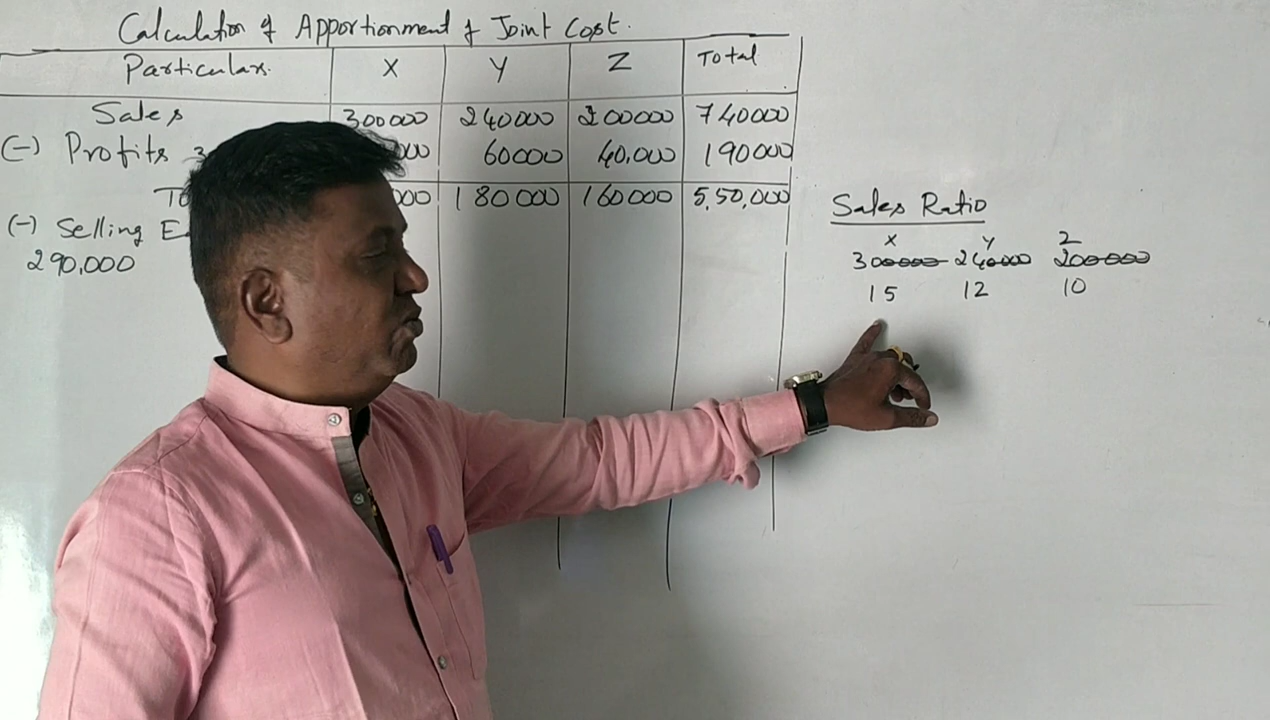 Calculation of Apportionment of Joint Cost.
Particulars. X Y Z Total
Sales 300000 240000 200000 740000
(-) Profits 60000 40,000 190000
180000 160000 5,50,000
(-) Selling
290,000
Sales Ratio
X Y Z
300000 240000 200000
15 12 10